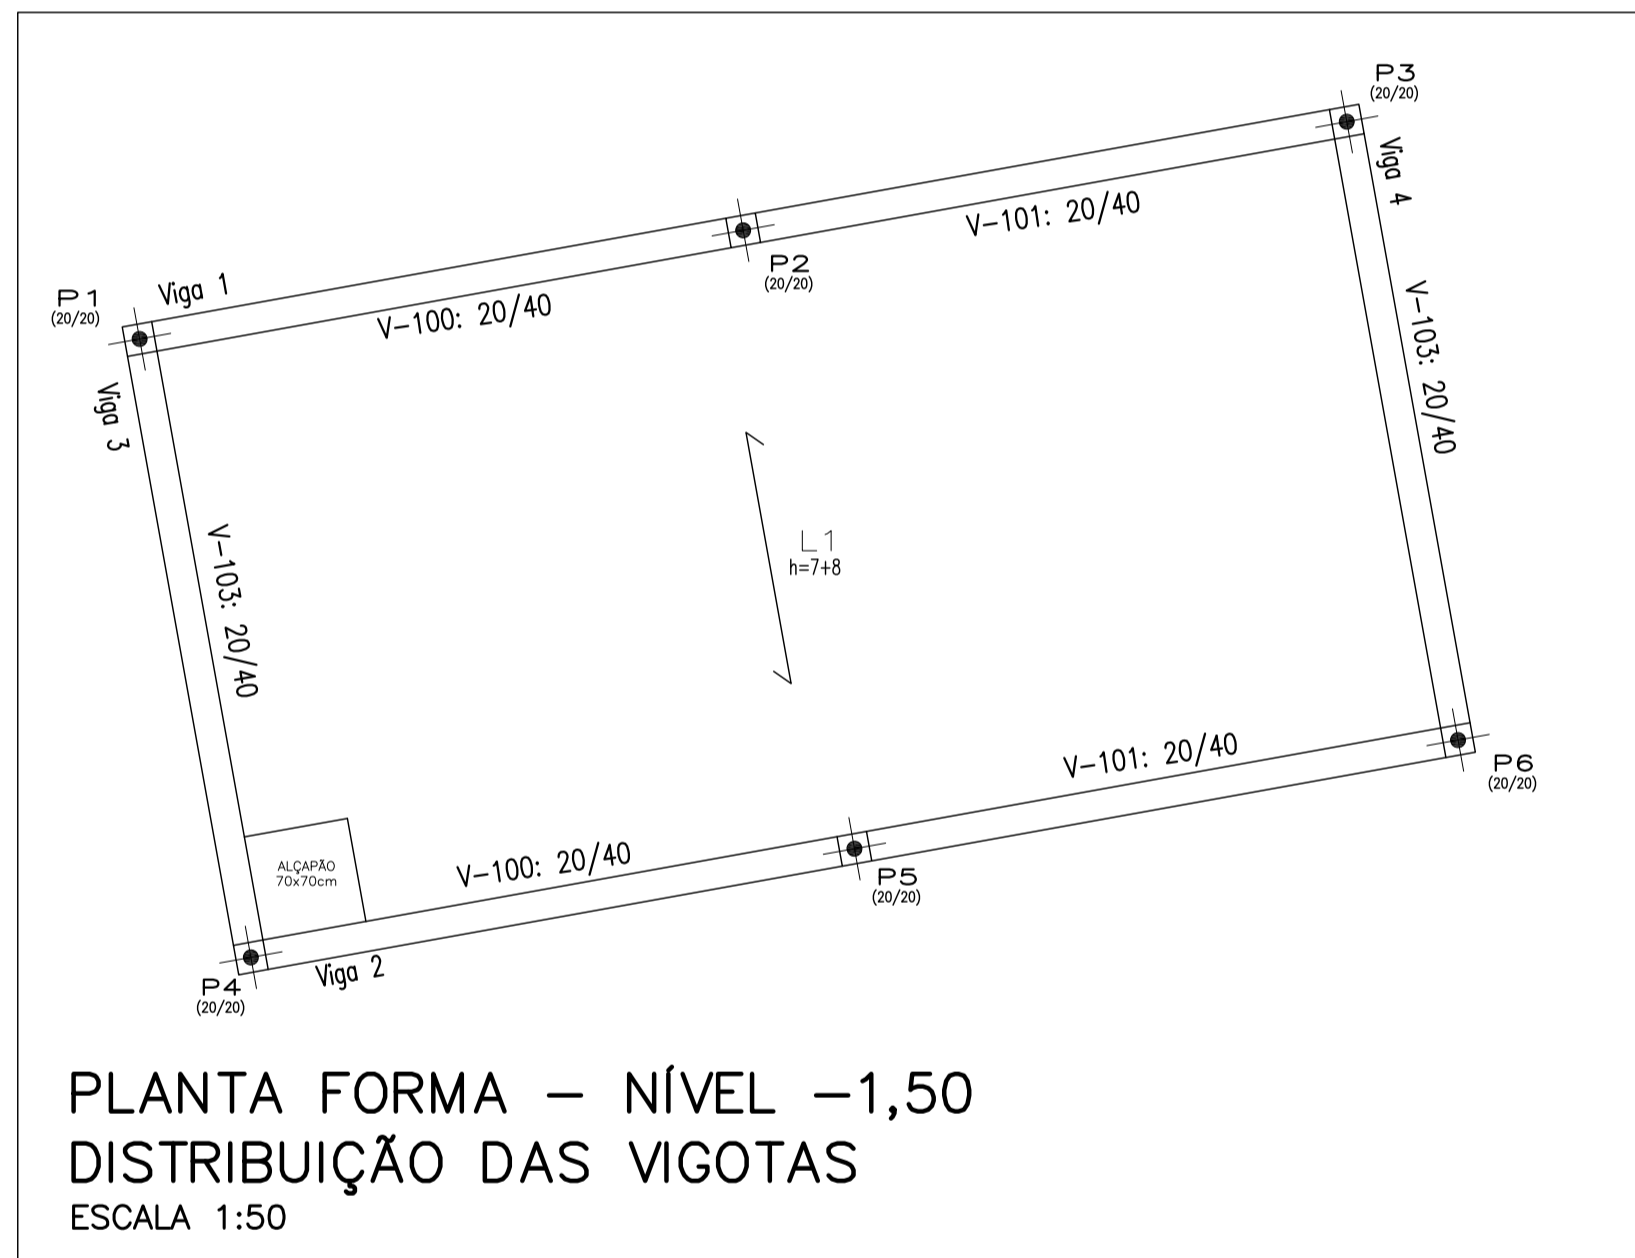 P3
(20/20)
Viga 4
V-101: 20/40
P2
(20/20)
Viga 1
P1
(20/20)
V-100: 20/40
Viga 3
V-103: 20/40
L1
h=7+8
V-103: 20/40
V-101: 20/40
P6
(20/20)
ALÇAPÃO
70x70cm
V-100: 20/40
P5
(20/20)
Viga 2
P4
(20/20)
PLANTA FORMA – NÍVEL –1,50
DISTRIBUIÇÃO DAS VIGOTAS
ESCALA 1:50